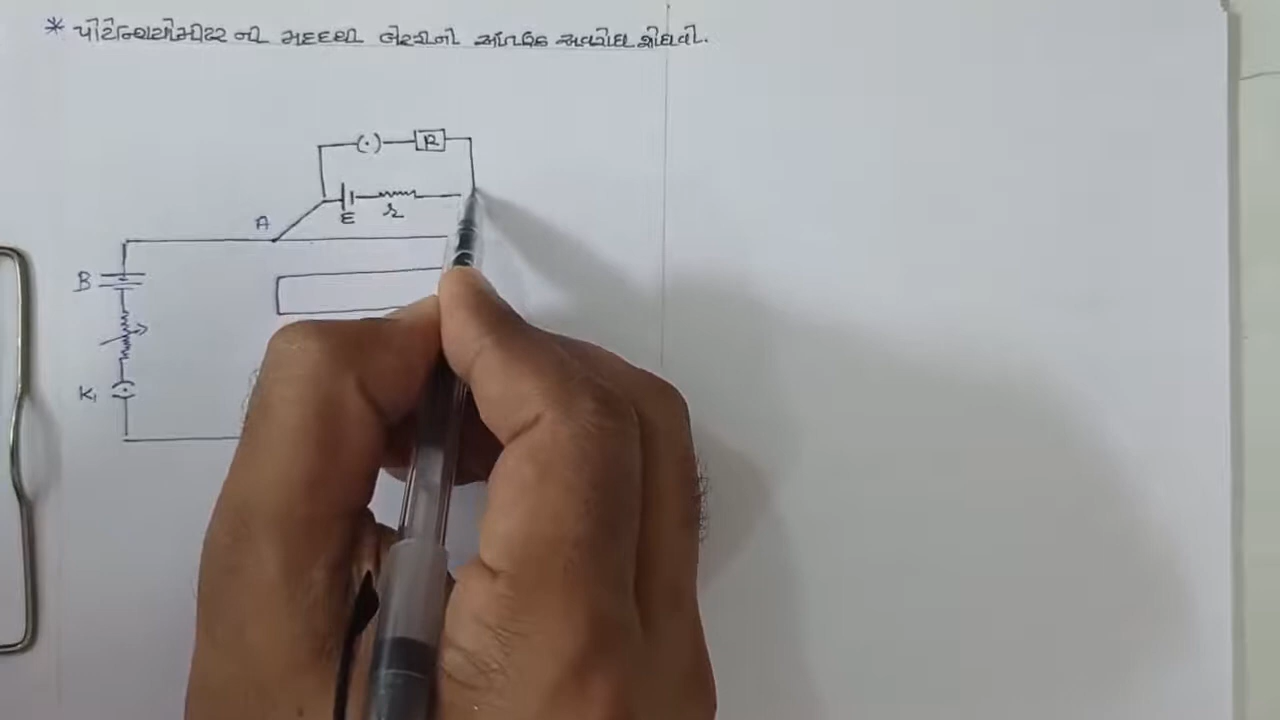 * પોટેન્શિયોમીટર ની મદદથી બેટરીનો આંતરિક અવરોધ શોધવો.
(·) R
E r
A
B
K₁